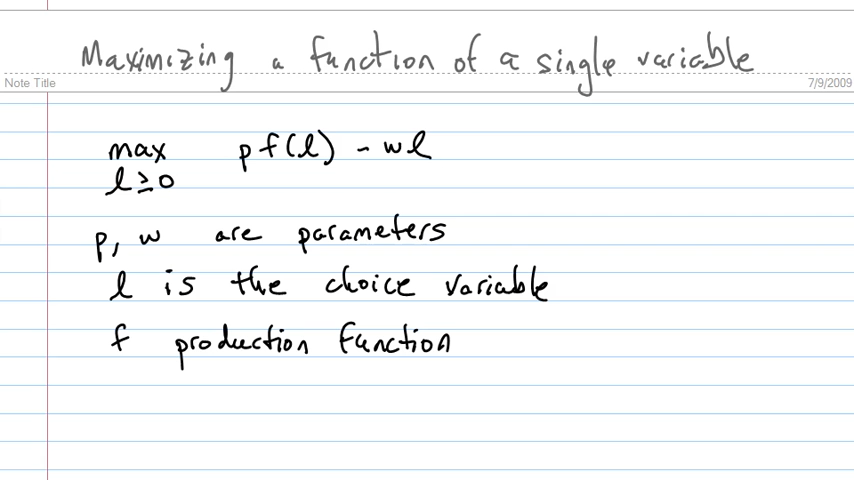 Maximizing a function of a single variable
Note Title
7/9/2009
max pf(l) - wl
l ≥ 0
p, w are parameters
l is the choice variable
f production function